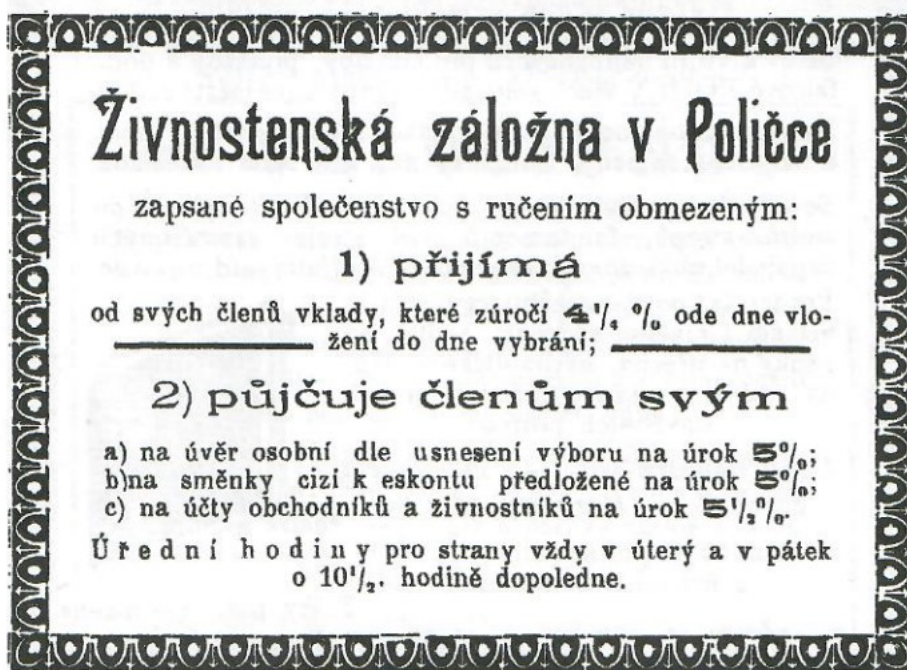 Živnostenská záložna v Poličce
zapsané společenstvo s ručením obmezeným:
1) přijímá
od svých členů vklady, které zúročí 4¹/₄ % ode dne vlo-
žení do dne vybrání;
2) půjčuje členům svým
a) na úvěr osobní dle usnesení výboru na úrok 5%;
b)na směnky cizí k eskontu předložené na úrok 5%;
c) na účty obchodníků a živnostníků na úrok 5¹/₂%.
Úřední hodiny pro strany vždy v úterý a v pátek
o 10¹/₂. hodině dopoledne.